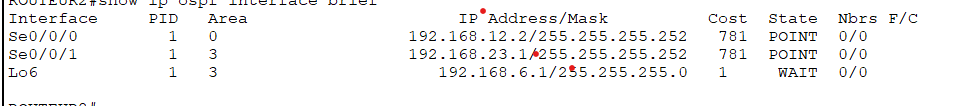 ROUTEUR2#show ip ospf interface brief
Interface PID Area IP Address/Mask Cost State Nbrs F/C
Se0/0/0 1 0 192.168.12.2/255.255.255.252 781 POINT 0/0
Se0/0/1 1 3 192.168.23.1/255.255.255.252 781 POINT 0/0
Lo6 1 3 192.168.6.1/255.255.255.0 1 WAIT 0/0
ROUTEUR2#